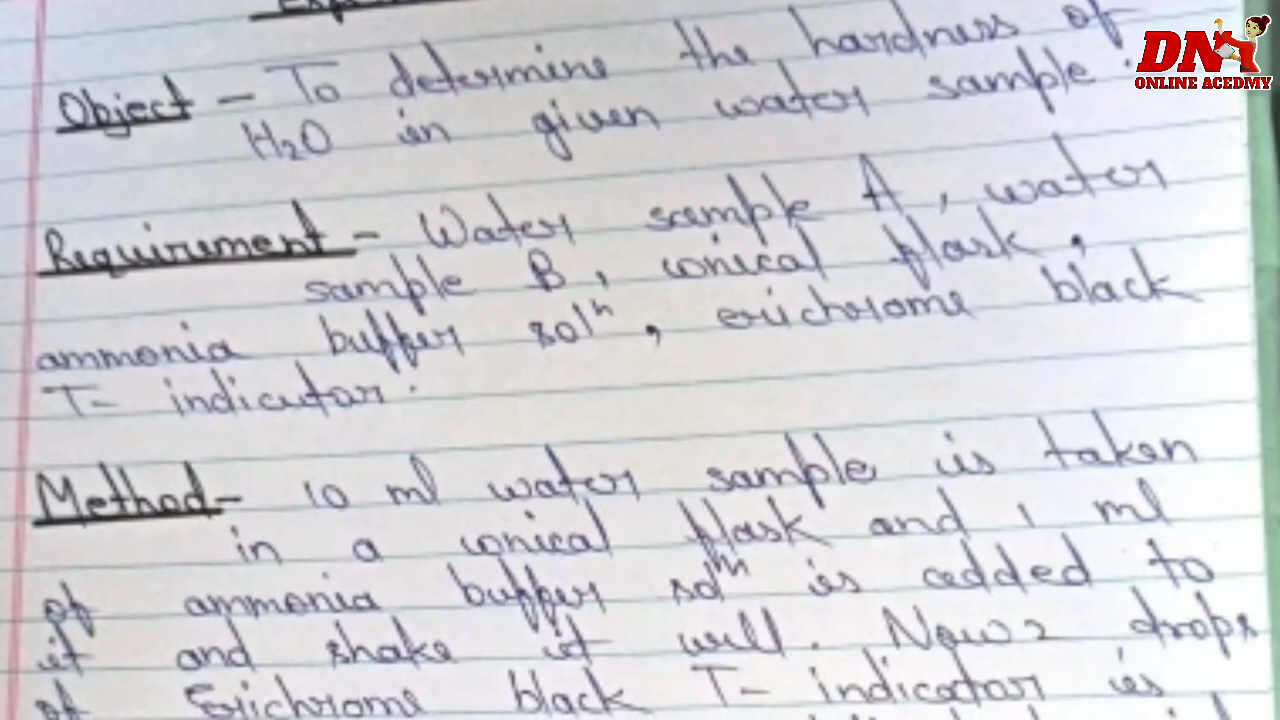 DNA
ONLINE ACEDMY
Object - To determine the hardness of
H₂O in given water sample.
Requirement - Water sample A, water
sample B, conical flask,
ammonia buffer solⁿ, erichrome black
T- indicator.
Method - 10 ml water sample is taken
in a conical flask and 1 ml
of ammonia buffer solⁿ is added to
it and shake it well. Now 2 drops
of Erichrome black T- indicator is